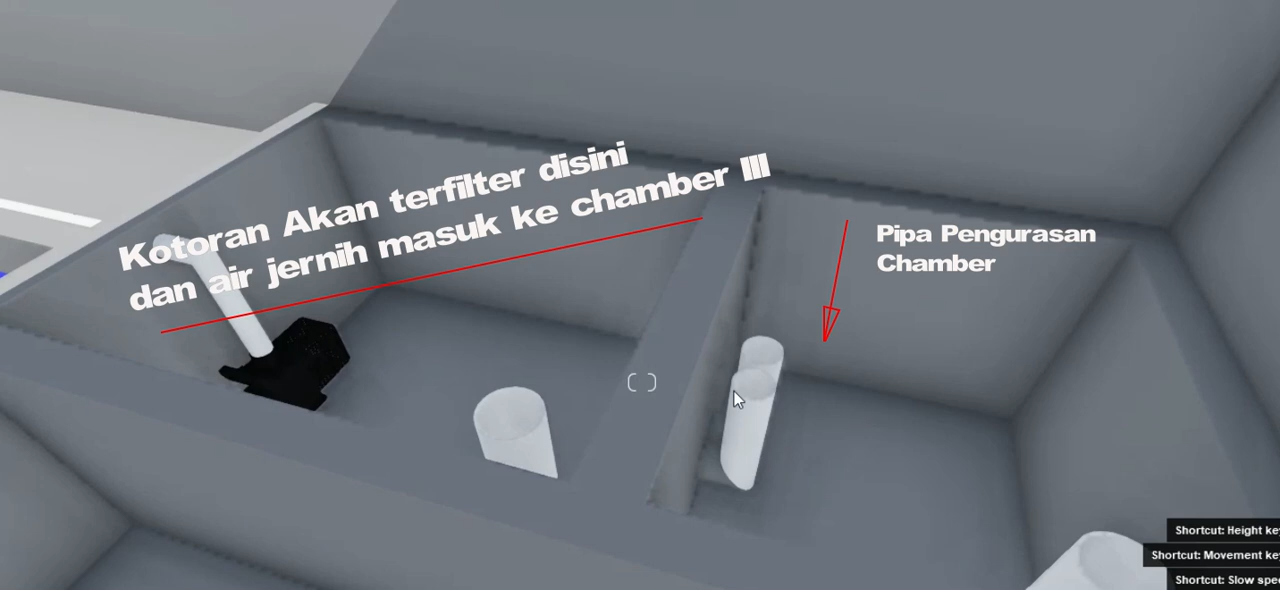 Kotoran Akan terfilter disini
dan air jernih masuk ke chamber III
Pipa Pengurasan
Chamber
Shortcut: Height
Shortcut: Movement
Shortcut: Slow